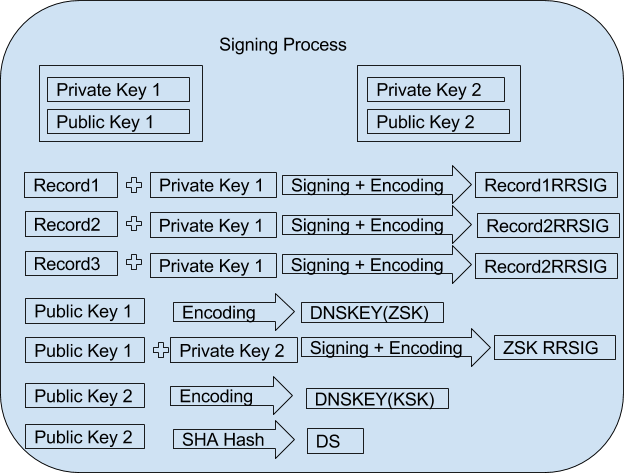 Signing Process
Private Key 1
Public Key 1
Private Key 2
Public Key 2
Record1 Private Key 1 Signing + Encoding Record1RRSIG
Record2 Private Key 1 Signing + Encoding Record2RRSIG
Record3 Private Key 1 Signing + Encoding Record2RRSIG
Public Key 1 Encoding DNSKEY(ZSK)
Public Key 1 Private Key 2 Signing + Encoding ZSK RRSIG
Public Key 2 Encoding DNSKEY(KSK)
Public Key 2 SHA Hash DS